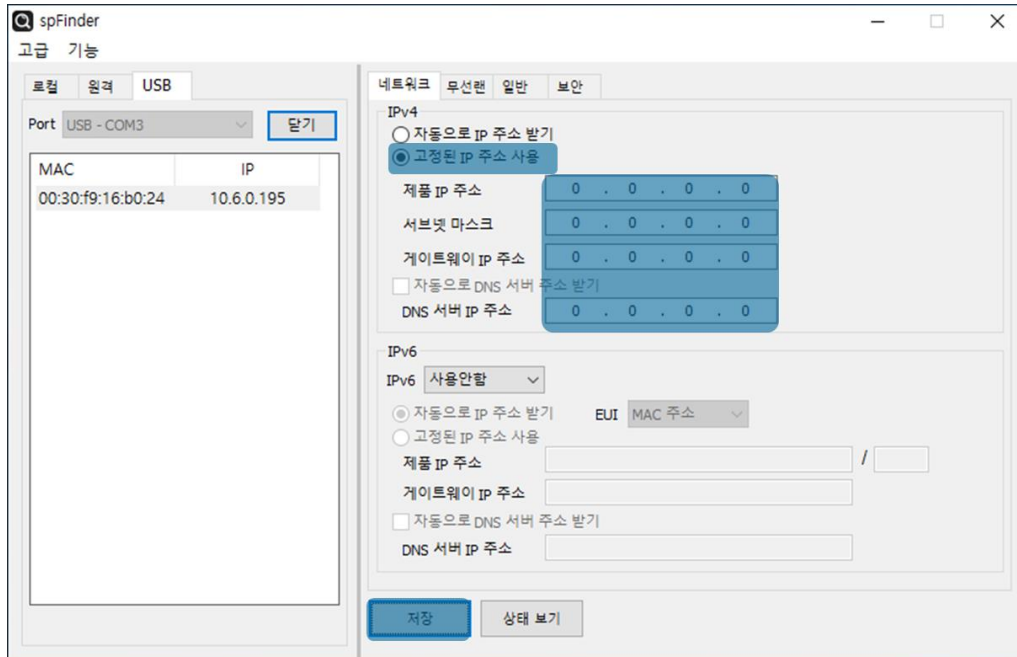 spFinder
고급 기능
로컬 원격 USB
Port USB - COM3 닫기
MAC IP
00:30:f9:16:b0:24 10.6.0.195
네트워크 무선랜 일반 보안
IPv4
자동으로 IP 주소 받기
고정된 IP 주소 사용
제품 IP 주소 0 . 0 . 0 . 0
서브넷 마스크 0 . 0 . 0 . 0
게이트웨이 IP 주소 0 . 0 . 0 . 0
자동으로 DNS 서버 주소 받기
DNS 서버 IP 주소 0 . 0 . 0 . 0
IPv6
IPv6 사용안함
자동으로 IP 주소 받기 EUI MAC 주소
고정된 IP 주소 사용
제품 IP 주소 /
게이트웨이 IP 주소
자동으로 DNS 서버 주소 받기
DNS 서버 IP 주소
저장 상태 보기